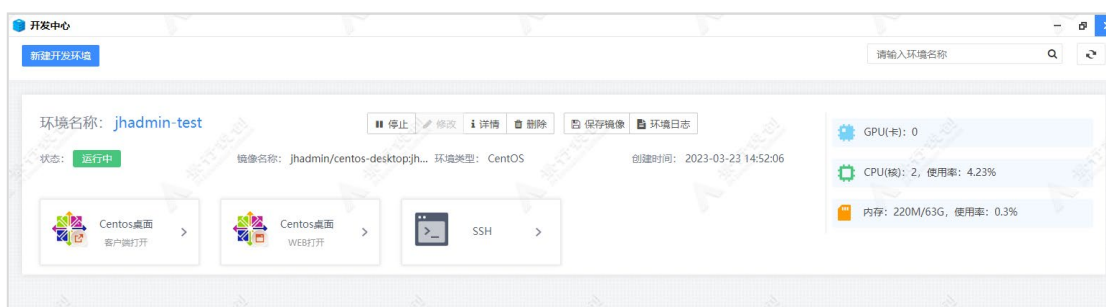 开发中心
新建开发环境
请输入环境名称
环境名称: jhadmin-test
停止 修改 详情 删除 保存镜像 环境日志
状态: 运行中 镜像名称: jhadmin/centos-desktop:jh... 环境类型: CentOS 创建时间: 2023-03-23 14:52:06
GPU(卡): 0
CPU(核): 2, 使用率: 4.23%
内存: 220M/63G, 使用率: 0.3%
Centos桌面
客户端打开
Centos桌面
WEB打开
SSH